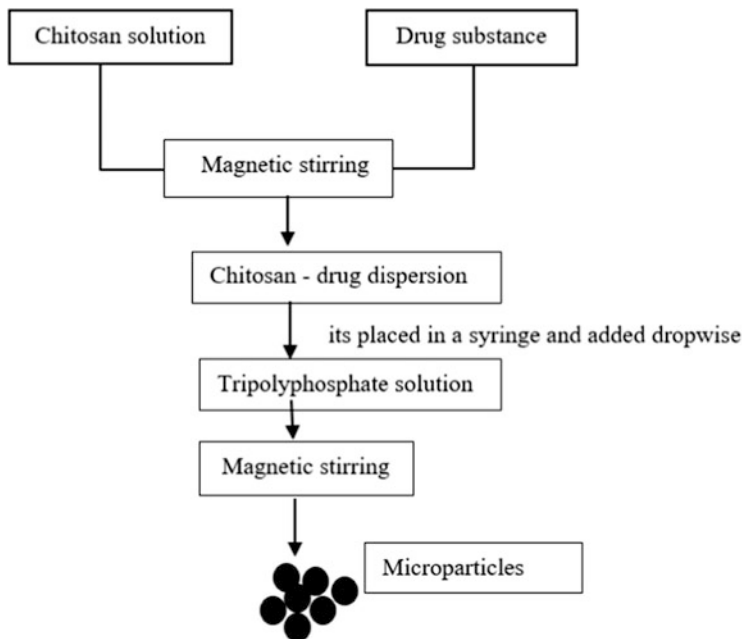 Chitosan solution
Drug substance
Magnetic stirring
Chitosan - drug dispersion
its placed in a syringe and added dropwise
Tripolyphosphate solution
Magnetic stirring
Microparticles